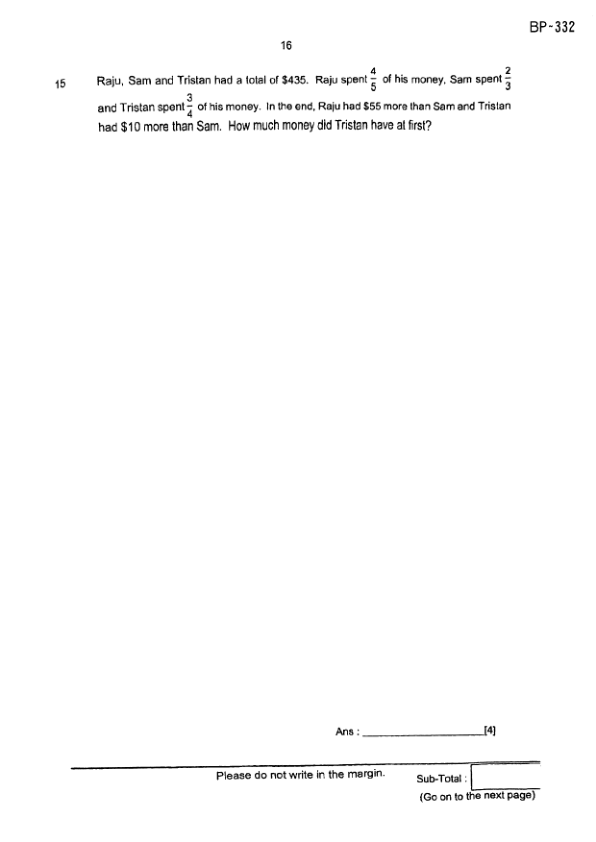 BP-332
16
15 Raju, Sam and Tristan had a total of $435. Raju spent 4/5 of his money, Sam spent 2/3
and Tristan spent 3/4 of his money. In the end, Raju had $55 more than Sam and Tristan
had $10 more than Sam. How much money did Tristan have at first?
Ans : ____________________[4]
Please do not write in the margin.
Sub-Total :
(Go on to the next page)